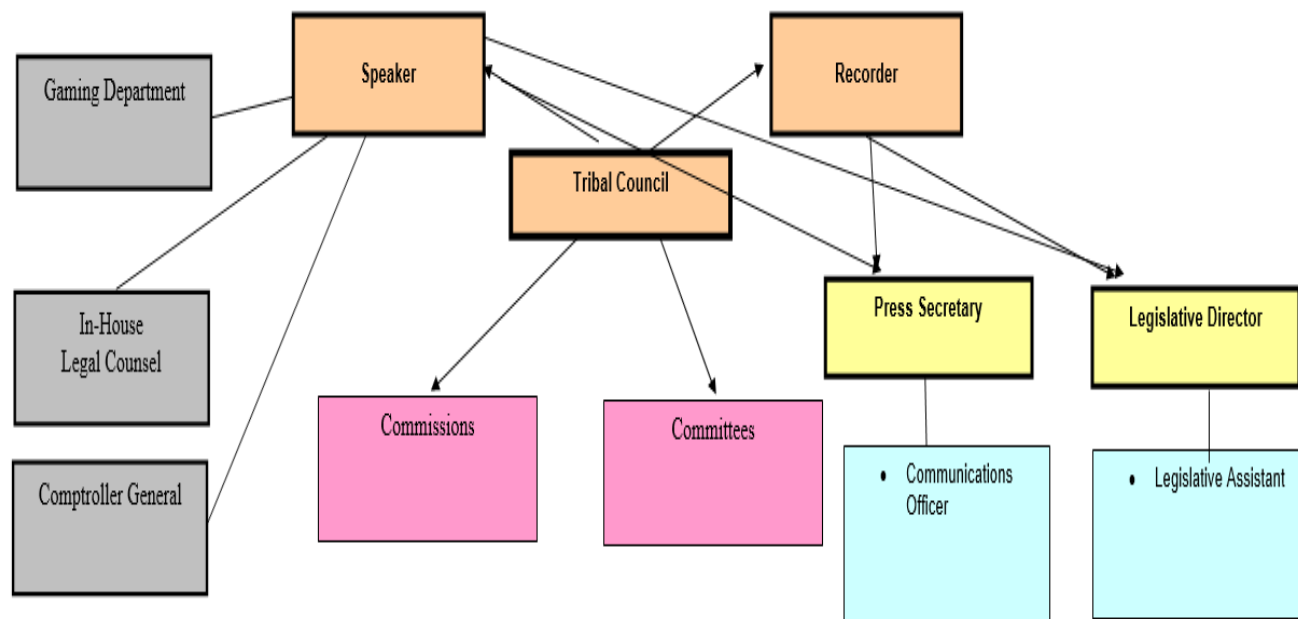 Speaker
Recorder
Gaming Department
Tribal Council
Press Secretary
Legislative Director
In-House
Legal Counsel
Commissions
Committees
Comptroller General
• Communications
Officer
• Legislative Assistant